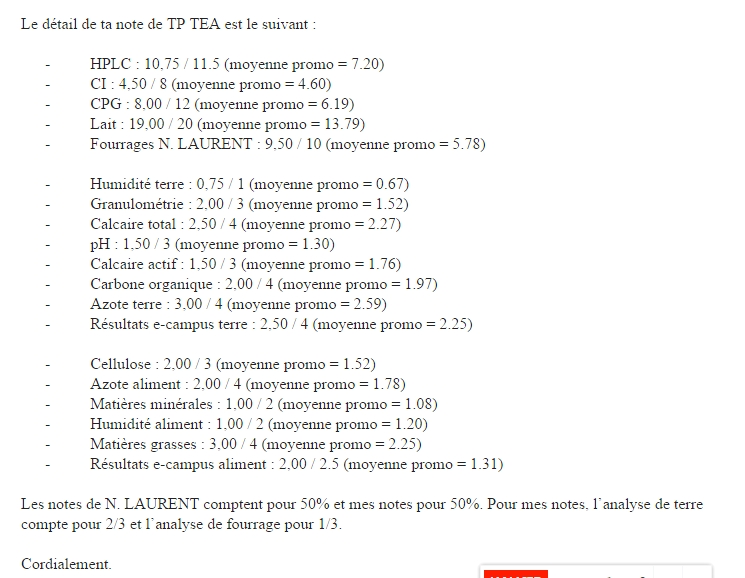 Le détail de ta note de TP TEA est le suivant :
- HPLC : 10,75 / 11.5 (moyenne promo = 7.20)
- CI : 4,50 / 8 (moyenne promo = 4.60)
- CPG : 8,00 / 12 (moyenne promo = 6.19)
- Lait : 19,00 / 20 (moyenne promo = 13.79)
- Fourrages N. LAURENT : 9,50 / 10 (moyenne promo = 5.78)
- Humidité terre : 0,75 / 1 (moyenne promo = 0.67)
- Granulométrie : 2,00 / 3 (moyenne promo = 1.52)
- Calcaire total : 2,50 / 4 (moyenne promo = 2.27)
- pH : 1,50 / 3 (moyenne promo = 1.30)
- Calcaire actif : 1,50 / 3 (moyenne promo = 1.76)
- Carbone organique : 2,00 / 4 (moyenne promo = 1.97)
- Azote terre : 3,00 / 4 (moyenne promo = 2.59)
- Résultats e-campus terre : 2,50 / 4 (moyenne promo = 2.25)
- Cellulose : 2,00 / 3 (moyenne promo = 1.52)
- Azote aliment : 2,00 / 4 (moyenne promo = 1.78)
- Matières minérales : 1,00 / 2 (moyenne promo = 1.08)
- Humidité aliment : 1,00 / 2 (moyenne promo = 1.20)
- Matières grasses : 3,00 / 4 (moyenne promo = 2.25)
- Résultats e-campus aliment : 2,00 / 2.5 (moyenne promo = 1.31)
Les notes de N. LAURENT comptent pour 50% et mes notes pour 50%. Pour mes notes, l'analyse de terre
compte pour 2/3 et l'analyse de fourrage pour 1/3.
Cordialement.